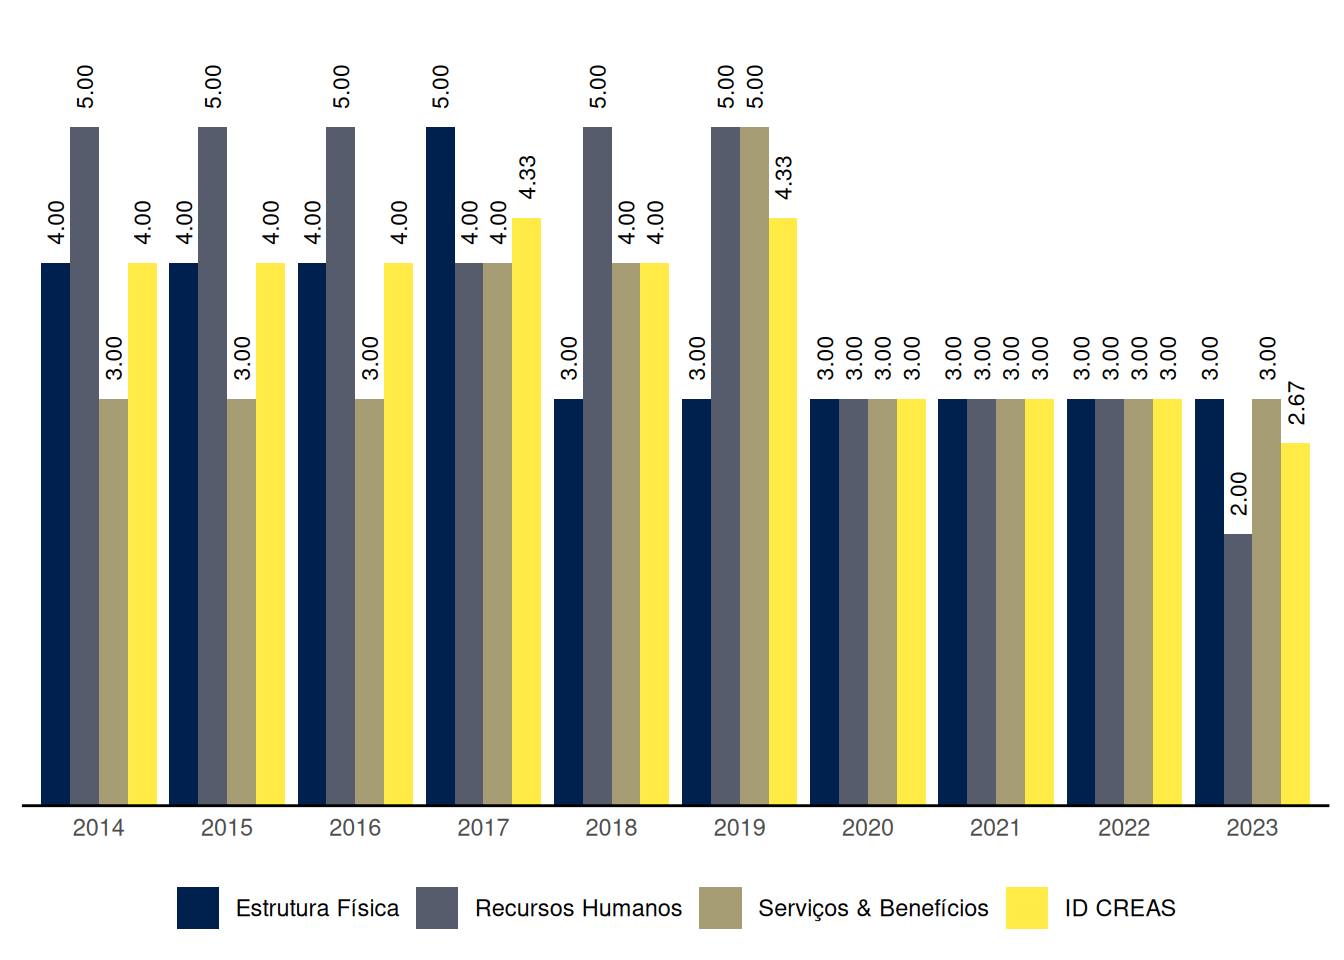 5.00 5.00 5.00 5.00 5.00 5.00 5.00
4.33 4.33
4.00 4.00 4.00 4.00 4.00 4.00 4.00 4.00 4.00 4.00
3.00 3.00 3.00 3.00 3.00 3.00 3.00 3.00 3.00 3.00 3.00 3.00 3.00 3.00 3.00 3.00 3.00 3.00 3.00
2.67
2.00
2014 2015 2016 2017 2018 2019 2020 2021 2022 2023
Estrutura Física Recursos Humanos Serviços & Benefícios ID CREAS